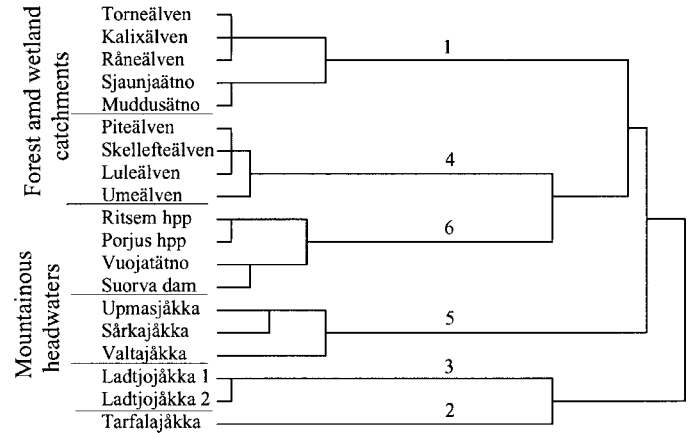 Forest amd wetland
catchments
Torneälven
Kalixälven
Råneälven
Sjaunjaätno
Muddusätno
1
Piteälven
Skellefteälven
Luleälven
Umeälven
4
Mountainous
headwaters
Ritsem hpp
Porjus hpp
Vuojatätno
Suorva dam
6
Upmasjåkka
Sårkajåkka
Valtajåkka
5
Ladtjojåkka 1
Ladtjojåkka 2
3
Tarfalajåkka
2